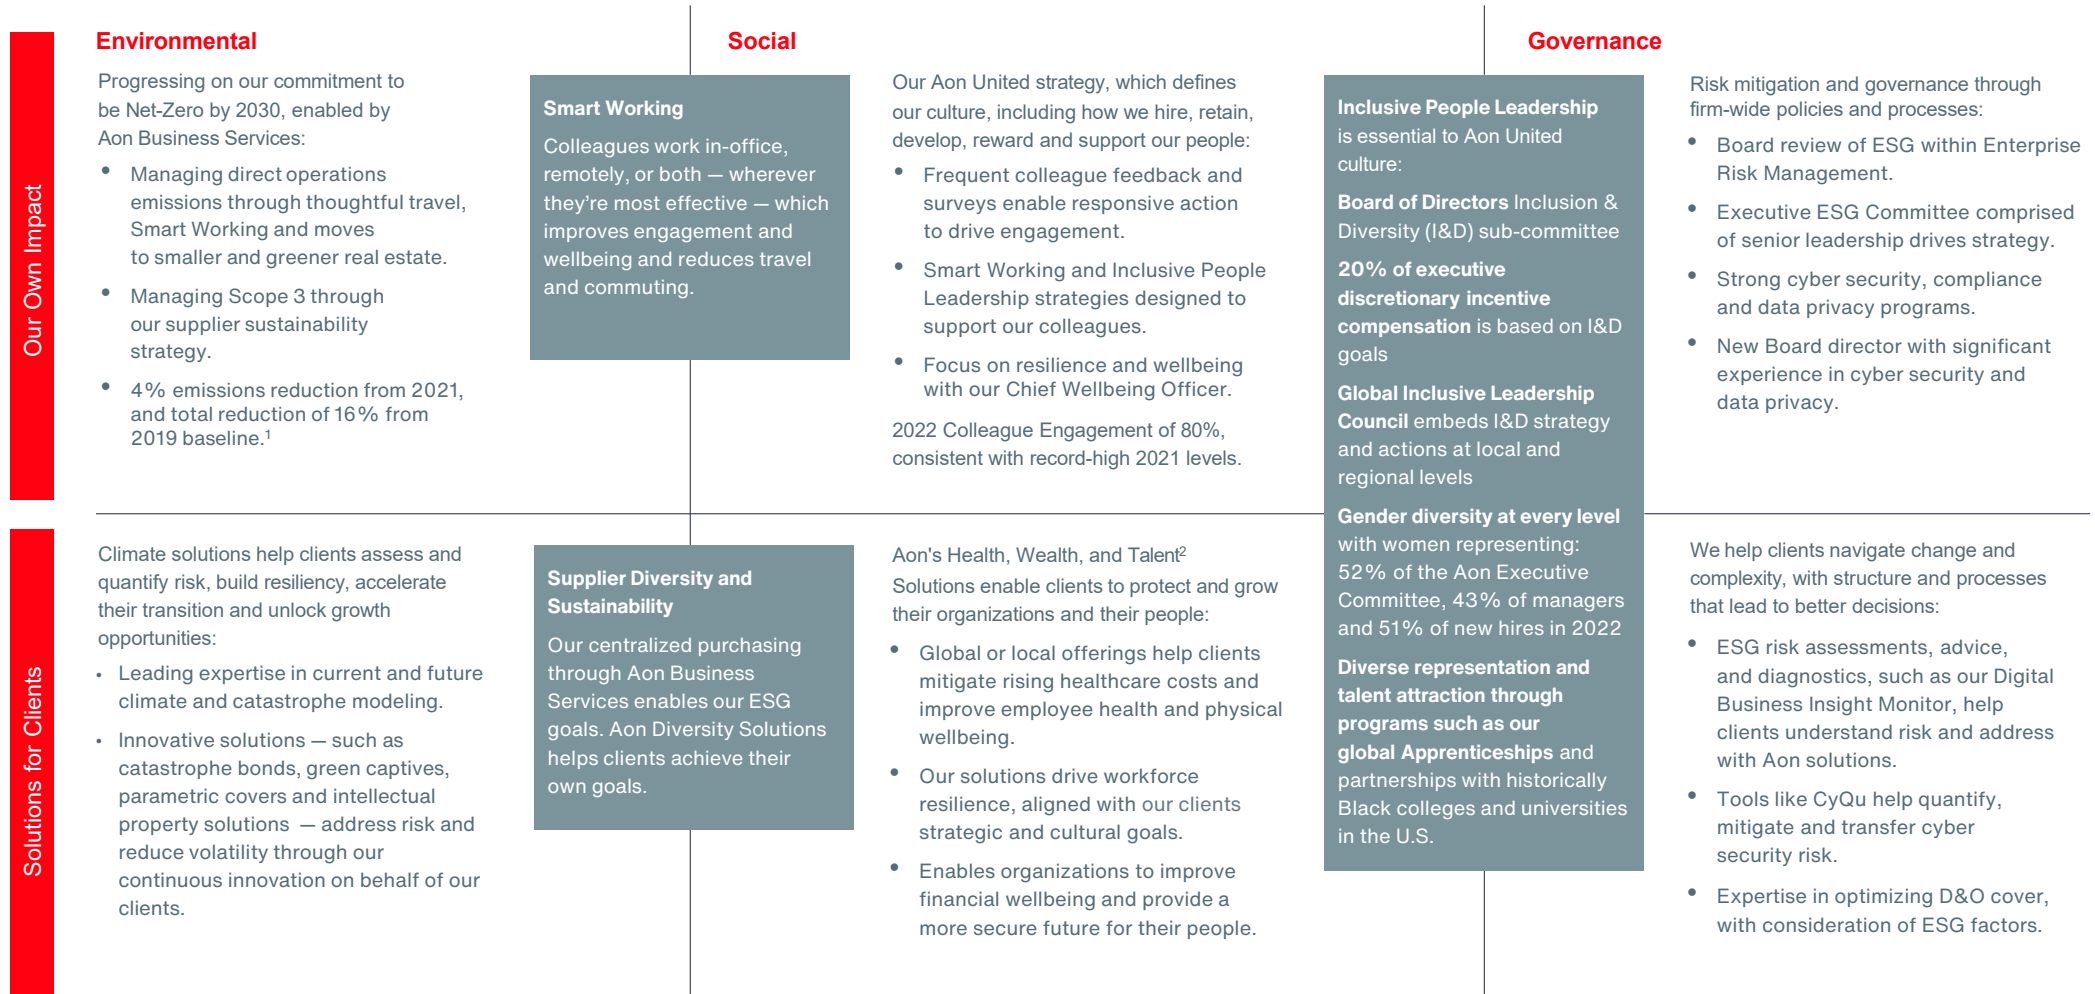 Environmental
Social
Governance
Our Own Impact
Progressing on our commitment to
be Net-Zero by 2030, enabled by
Aon Business Services:
• Managing direct operations
emissions through thoughtful travel,
Smart Working and moves
to smaller and greener real estate.
• Managing Scope 3 through
our supplier sustainability
strategy.
• 4% emissions reduction from 2021,
and total reduction of 16% from
2019 baseline.1
Smart Working
Colleagues work in-office,
remotely, or both — wherever
they’re most effective — which
improves engagement and
wellbeing and reduces travel
and commuting.
Our Aon United strategy, which defines
our culture, including how we hire, retain,
develop, reward and support our people:
• Frequent colleague feedback and
surveys enable responsive action
to drive engagement.
• Smart Working and Inclusive People
Leadership strategies designed to
support our colleagues.
• Focus on resilience and wellbeing
with our Chief Wellbeing Officer.
2022 Colleague Engagement of 80%,
consistent with record-high 2021 levels.
Inclusive People Leadership
is essential to Aon United
culture:
Board of Directors Inclusion &
Diversity (I&D) sub-committee
20% of executive
discretionary incentive
compensation is based on I&D
goals
Global Inclusive Leadership
Council embeds I&D strategy
and actions at local and
regional levels
Gender diversity at every level
with women representing:
52% of the Aon Executive
Committee, 43% of managers
and 51% of new hires in 2022
Diverse representation and
talent attraction through
programs such as our
global Apprenticeships and
partnerships with historically
Black colleges and universities
in the U.S.
Risk mitigation and governance through
firm-wide policies and processes:
• Board review of ESG within Enterprise
Risk Management.
• Executive ESG Committee comprised
of senior leadership drives strategy.
• Strong cyber security, compliance
and data privacy programs.
• New Board director with significant
experience in cyber security and
data privacy.
Solutions for Clients
Climate solutions help clients assess and
quantify risk, build resiliency, accelerate
their transition and unlock growth
opportunities:
• Leading expertise in current and future
climate and catastrophe modeling.
• Innovative solutions — such as
catastrophe bonds, green captives,
parametric covers and intellectual
property solutions — address risk and
reduce volatility through our
continuous innovation on behalf of our
clients.
Supplier Diversity and
Sustainability
Our centralized purchasing
through Aon Business
Services enables our ESG
goals. Aon Diversity Solutions
helps clients achieve their
own goals.
Aon's Health, Wealth, and Talent2
Solutions enable clients to protect and grow
their organizations and their people:
• Global or local offerings help clients
mitigate rising healthcare costs and
improve employee health and physical
wellbeing.
• Our solutions drive workforce
resilience, aligned with our clients
strategic and cultural goals.
• Enables organizations to improve
financial wellbeing and provide a
more secure future for their people.
We help clients navigate change and
complexity, with structure and processes
that lead to better decisions:
• ESG risk assessments, advice,
and diagnostics, such as our Digital
Business Insight Monitor, help
clients understand risk and address
with Aon solutions.
• Tools like CyQu help quantify,
mitigate and transfer cyber
security risk.
• Expertise in optimizing D&O cover,
with consideration of ESG factors.